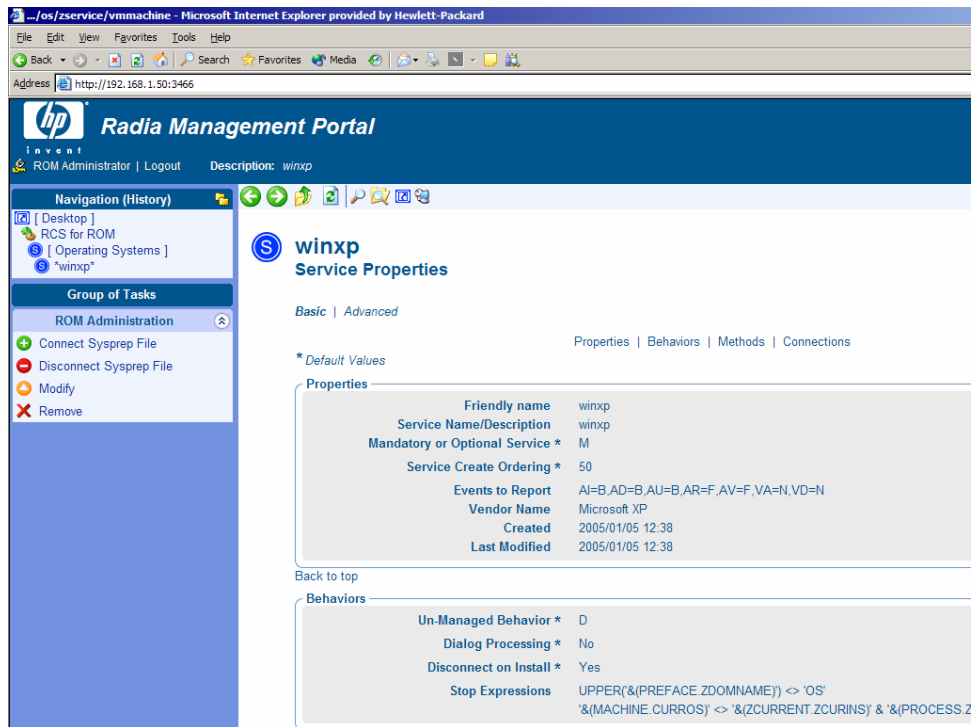 .../os/zservice/vmmachine - Microsoft Internet Explorer provided by Hewlett-Packard
File Edit View Favorites Tools Help
Back Search Favorites Media
Address http://192.168.1.50:3466
hp
invent
Radia Management Portal
ROM Administrator | Logout Description: winxp
Navigation (History)
[ Desktop ]
RCS for ROM
[ Operating Systems ]
*winxp*
Group of Tasks
ROM Administration
Connect Sysprep File
Disconnect Sysprep File
Modify
Remove
S winxp
Service Properties
Basic | Advanced
Properties | Behaviors | Methods | Connections
* Default Values
Properties
Friendly name winxp
Service Name/Description winxp
Mandatory or Optional Service * M
Service Create Ordering * 50
Events to Report AI=B,AD=B,AU=B,AR=F,AV=F,VA=N,VD=N
Vendor Name Microsoft XP
Created 2005/01/05 12:38
Last Modified 2005/01/05 12:38
Back to top
Behaviors
Un-Managed Behavior * D
Dialog Processing * No
Disconnect on Install * Yes
Stop Expressions UPPER('&(PREFACE.ZDOMNAME)') <> 'OS'
'&(MACHINE.CURROS)' <> '&(ZCURRENT.ZCURINS)' & '&(PROCESS.Z